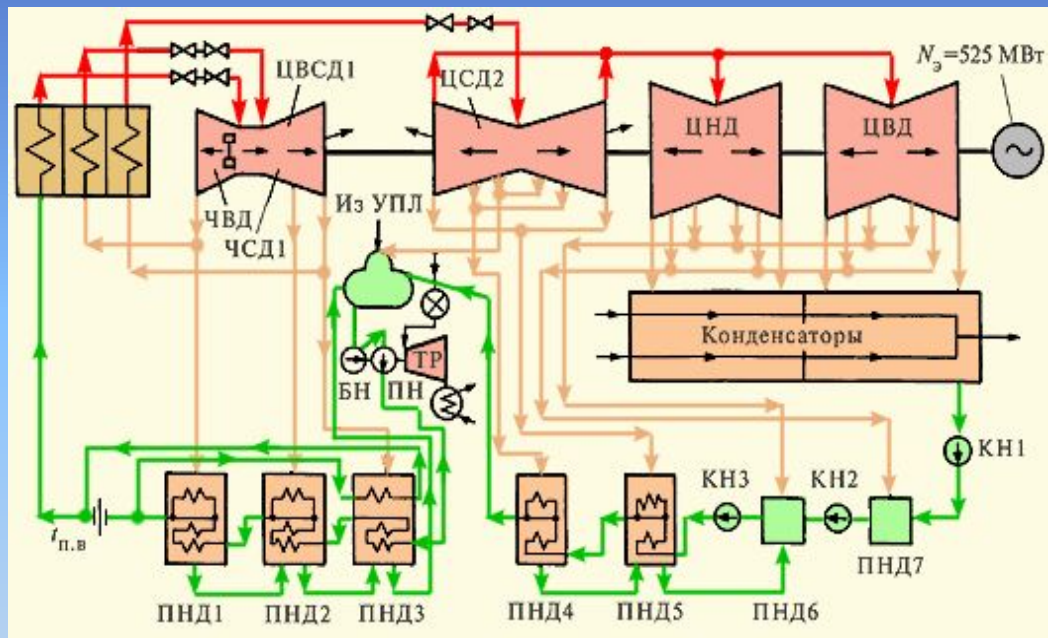 ЦВСД1
ЦСД2
Nэ=525 МВт
ЦНД
ЦВД
ЧВД
ЧСД1
Из УПЛ
Конденсаторы
ТР
БН
ПН
КН1
КН3
КН2
tп.в
ПНД7
ПНД1
ПНД2
ПНД3
ПНД4
ПНД5
ПНД6